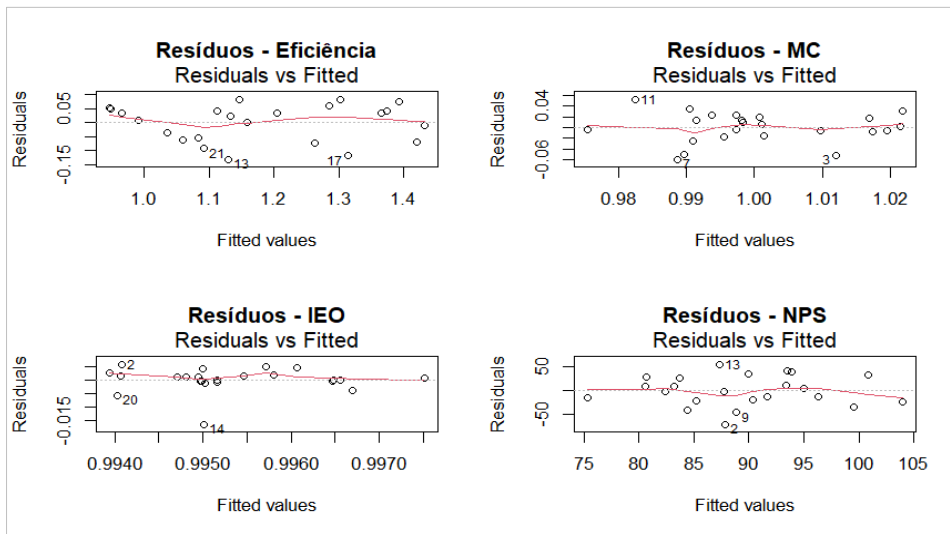 Resíduos - Eficiência
Residuals vs Fitted
Residuals
0.05
-0.15
21
13
17
1.0 1.1 1.2 1.3 1.4
Fitted values
Resíduos - MC
Residuals vs Fitted
Residuals
0.04
-0.06
11
7
3
0.98 0.99 1.00 1.01 1.02
Fitted values
Resíduos - IEO
Residuals vs Fitted
Residuals
-0.015
2
20
14
0.9940 0.9950 0.9960 0.9970
Fitted values
Resíduos - NPS
Residuals vs Fitted
Residuals
50
-50
13
9
2
75 80 85 90 95 100 105
Fitted values